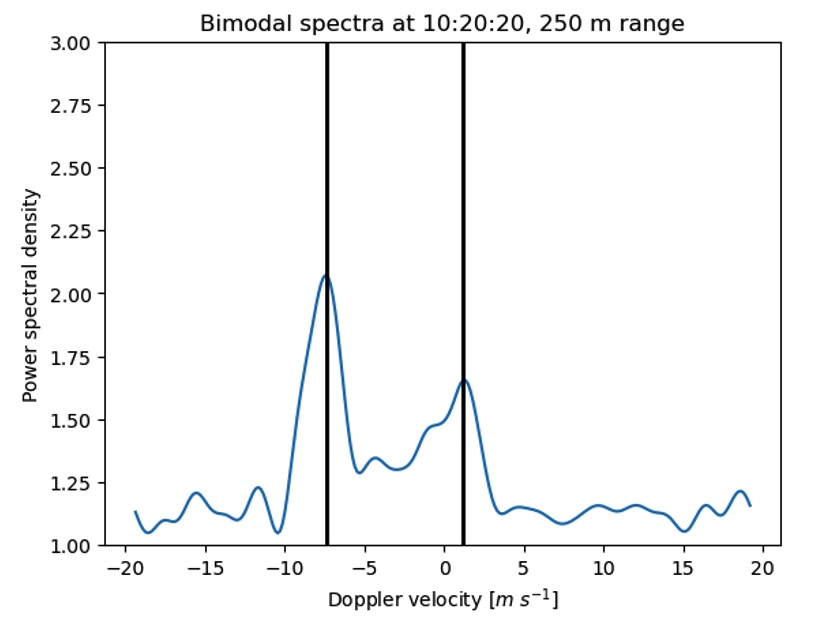 Bimodal spectra at 10:20:20, 250 m range
3.00
2.75
2.50
2.25
2.00
1.75
1.50
1.25
1.00
Power spectral density
−20 −15 −10 −5 0 5 10 15 20
Doppler velocity [m s⁻¹]